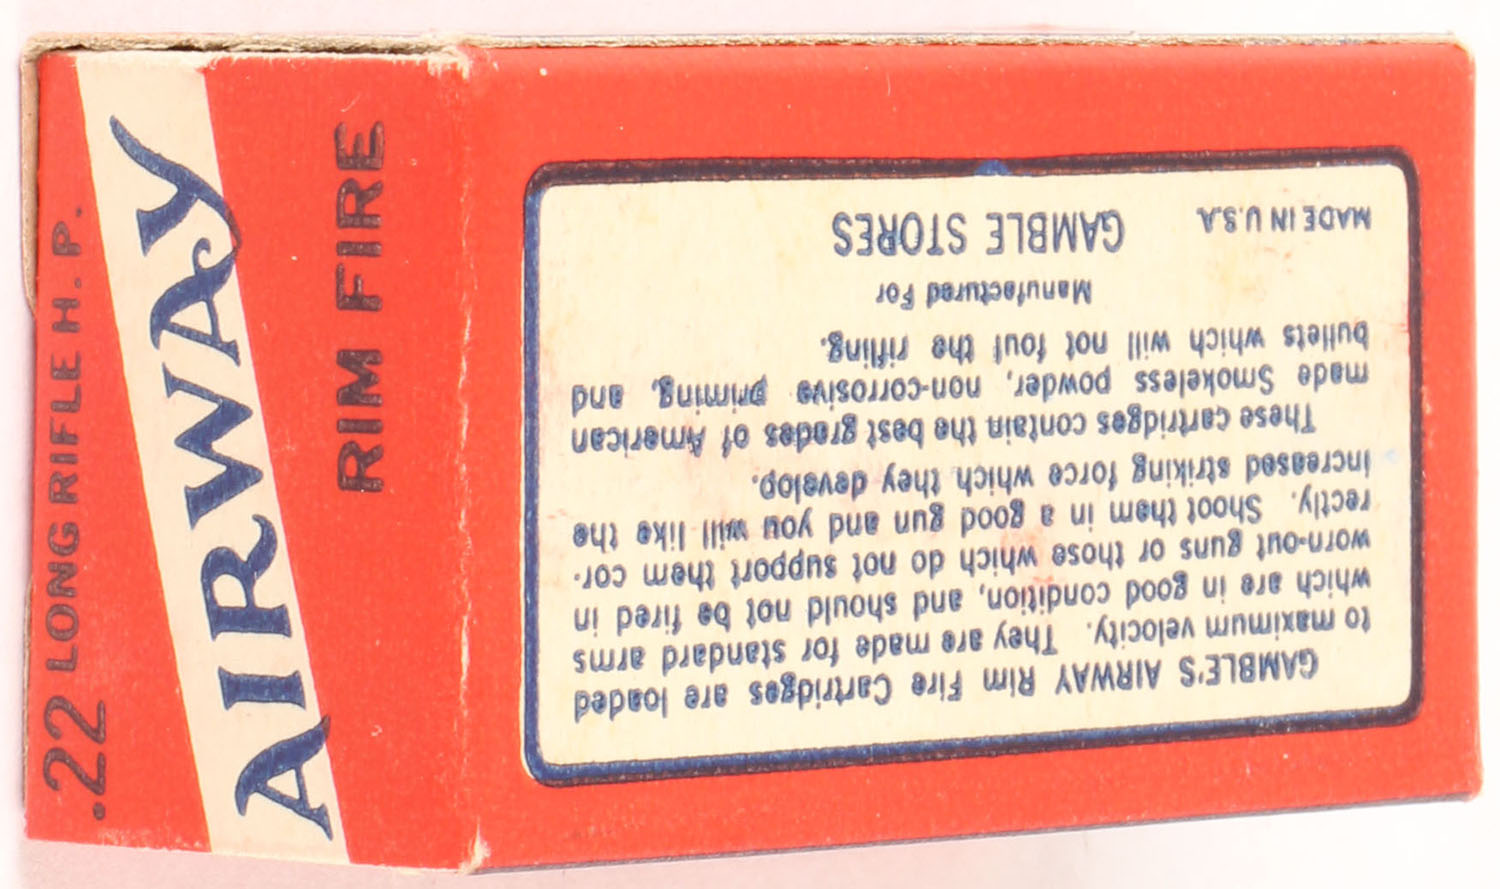 .22 LONG RIFLE H. P.
AIRWAY
RIM FIRE
GAMBLE'S AIRWAY Rim Fire Cartridges are loaded
to maximum velocity. They are made for standard arms
which are in good condition, and should not be fired in
worn-out guns or those which do not support them cor-
rectly. Shoot them in a good gun and you will like the
increased striking force which they develop.
These cartridges contain the best grades of American
made Smokeless powder, non-corrosive priming, and
bullets which will not foul the rifling.
Manufactured For
GAMBLE STORES
MADE IN U.S.A.